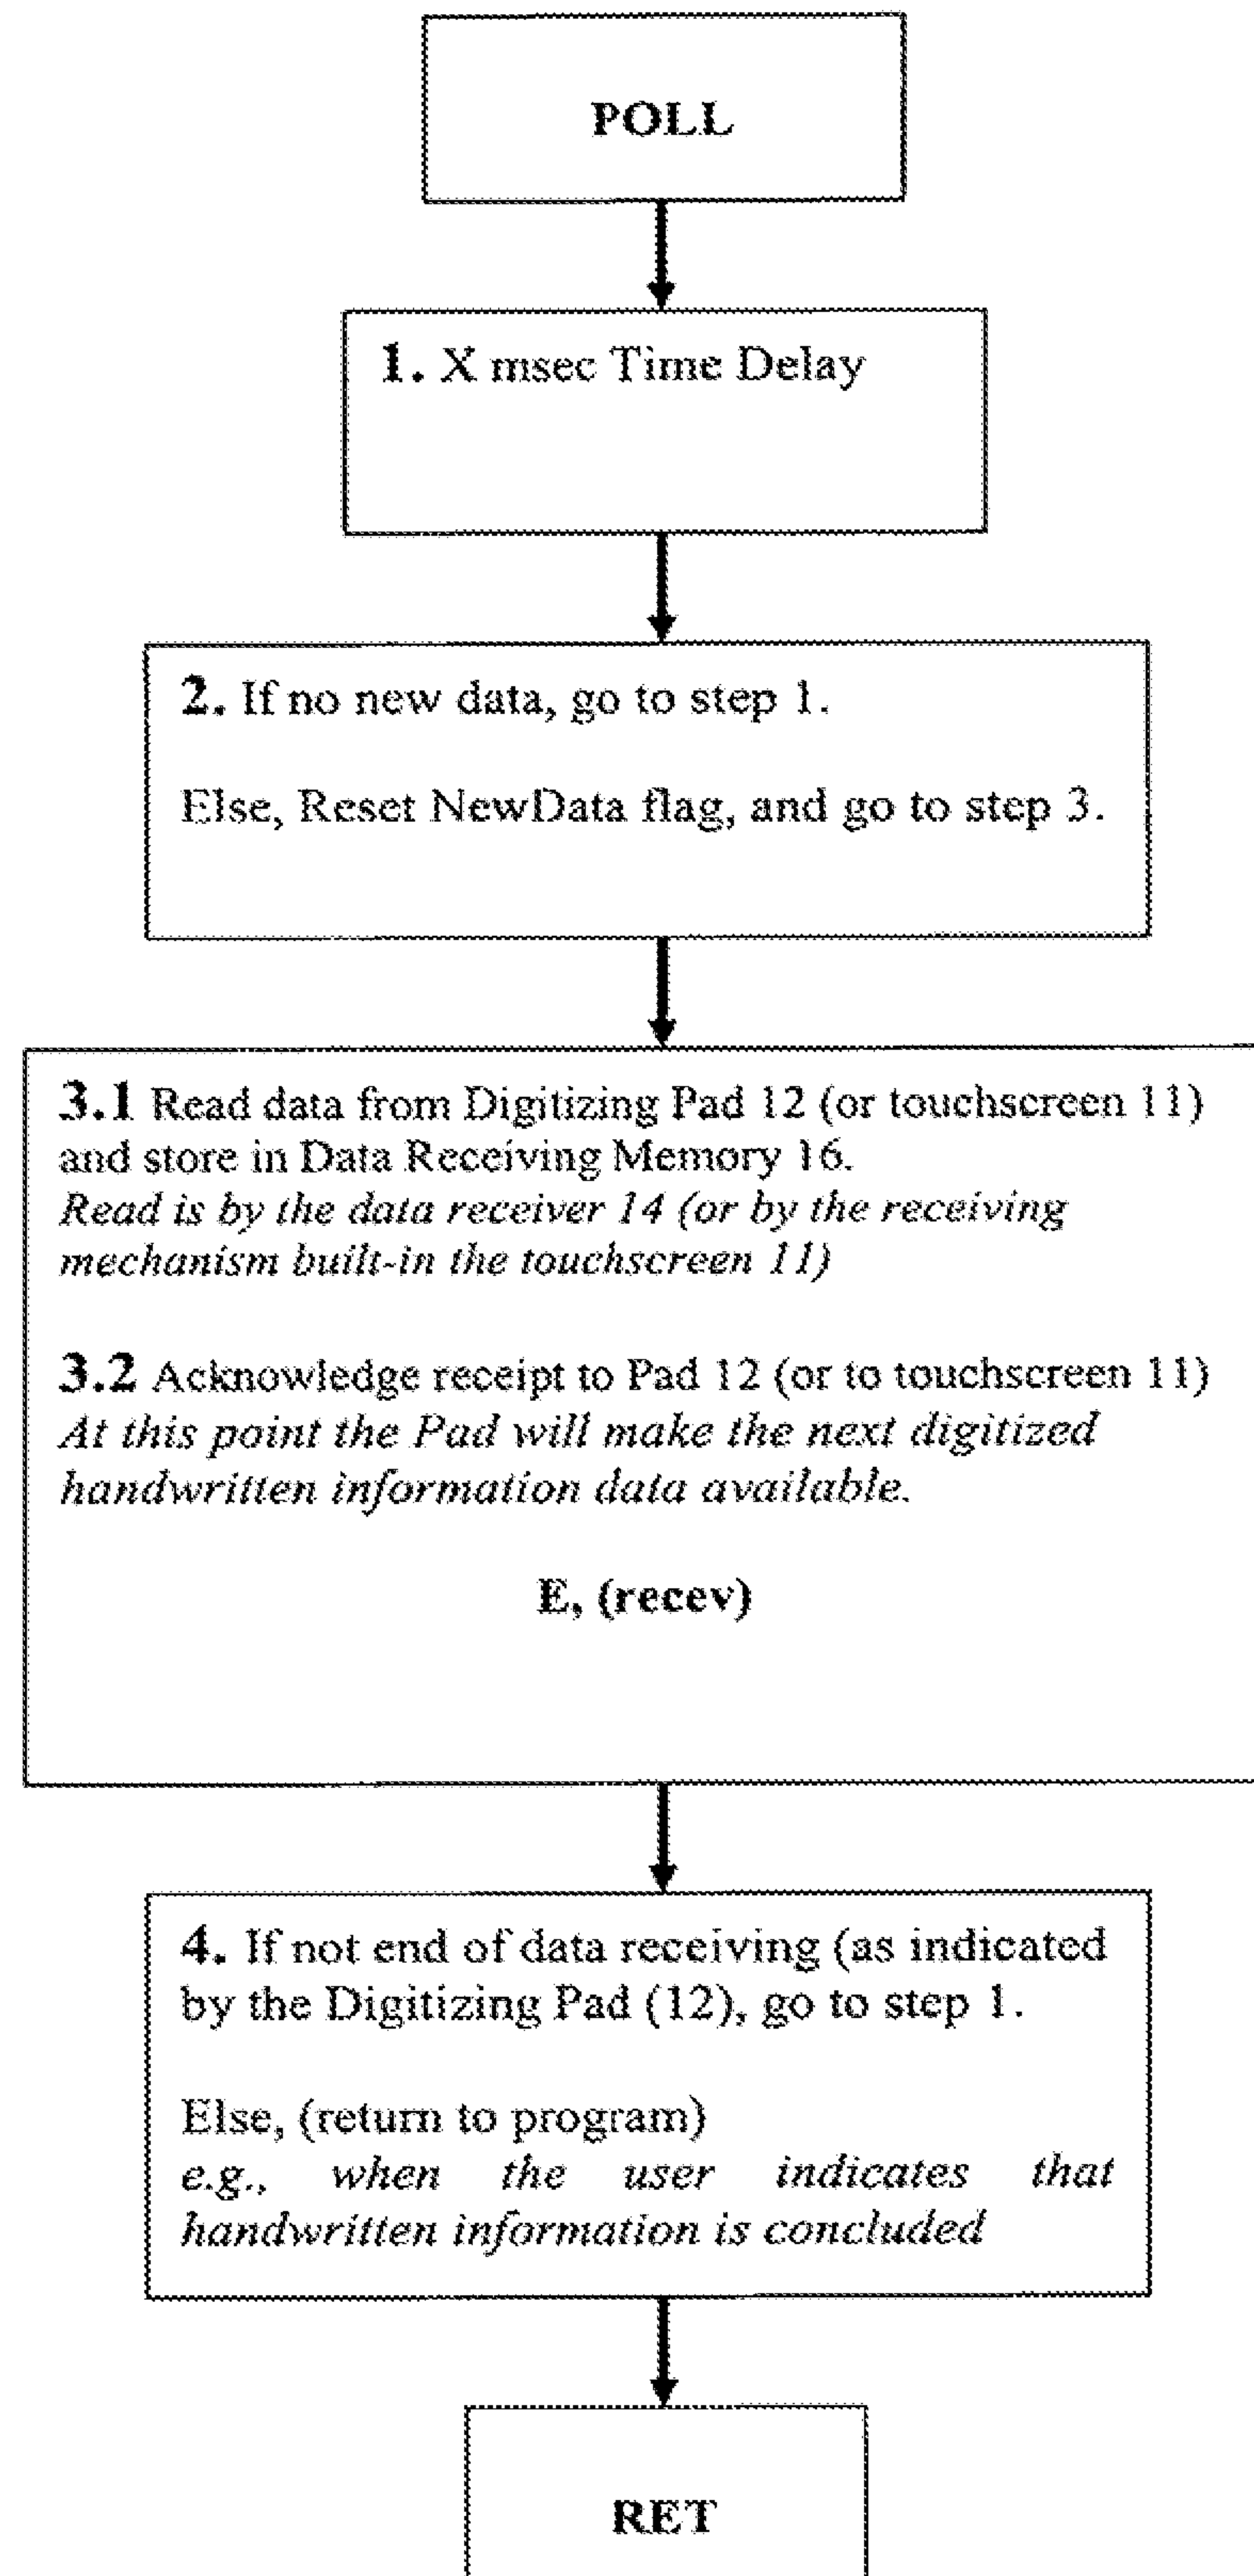 POLL
1. X msec Time Delay
2. If no new data, go to step 1.
Else, Reset NewData flag, and go to step 3.
3.1 Read data from Digitizing Pad 12 (or touchscreen 11)
and store in Data Receiving Memory 16.
Read is by the data receiver 14 (or by the receiving
mechanism built-in the touchscreen 11)
3.2 Acknowledge receipt to Pad 12 (or to touchscreen 11)
At this point the Pad will make the next digitized
handwritten information data available.
E, (recev)
4. If not end of data receiving (as indicated
by the Digitizing Pad (12), go to step 1.
Else, (return to program)
e.g., when the user indicates that
handwritten information is concluded
RET